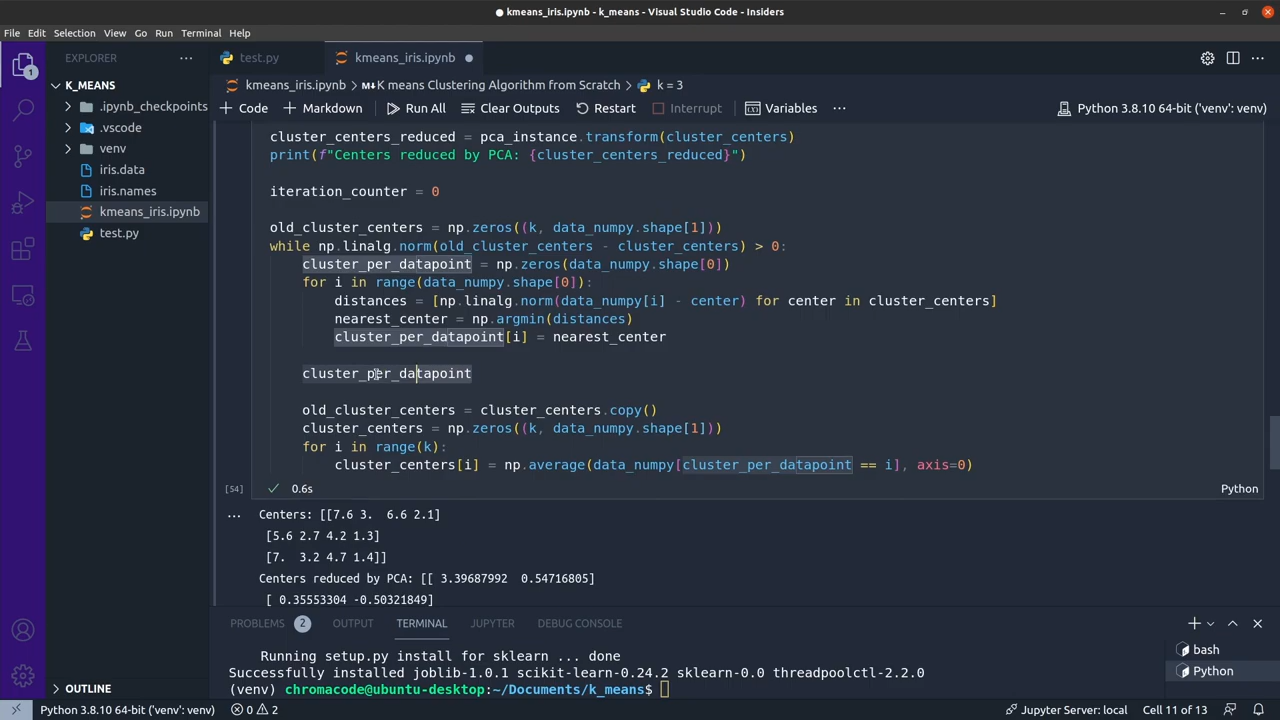 kmeans_iris.ipynb - k_means - Visual Studio Code - Insiders
File Edit Selection View Go Run Terminal Help
EXPLORER
test.py
kmeans_iris.ipynb
K_MEANS
kmeans_iris.ipynb > M↓K means Clustering Algorithm from Scratch > k = 3
.ipynb_checkpoints
+ Code + Markdown Run All Clear Outputs Restart Interrupt Variables ... Python 3.8.10 64-bit ('venv': venv)
.vscode
venv
iris.data
iris.names
kmeans_iris.ipynb
test.py
cluster_centers_reduced = pca_instance.transform(cluster_centers)
print(f"Centers reduced by PCA: {cluster_centers_reduced}")
iteration_counter = 0
old_cluster_centers = np.zeros((k, data_numpy.shape[1]))
while np.linalg.norm(old_cluster_centers - cluster_centers) > 0:
cluster_per_datapoint = np.zeros(data_numpy.shape[0])
for i in range(data_numpy.shape[0]):
distances = [np.linalg.norm(data_numpy[i] - center) for center in cluster_centers]
nearest_center = np.argmin(distances)
cluster_per_datapoint[i] = nearest_center
cluster_per_datapoint
old_cluster_centers = cluster_centers.copy()
cluster_centers = np.zeros((k, data_numpy.shape[1]))
for i in range(k):
cluster_centers[i] = np.average(data_numpy[cluster_per_datapoint == i], axis=0)
[54] 0.6s Python
... Centers: [[7.6 3.  6.6 2.1]
[5.6 2.7 4.2 1.3]
[7.  3.2 4.7 1.4]]
Centers reduced by PCA: [[ 3.39687992  0.54716805]
[ 0.35553304 -0.50321849]
PROBLEMS 2 OUTPUT TERMINAL JUPYTER DEBUG CONSOLE
Running setup.py install for sklearn ... done
Successfully installed joblib-1.0.1 scikit-learn-0.24.2 sklearn-0.0 threadpoolctl-2.2.0
(venv) chromacode@ubuntu-desktop:~/Documents/k_means$
bash
Python
OUTLINE
Python 3.8.10 64-bit ('venv': venv) 0 2 Jupyter Server: local Cell 11 of 13
1